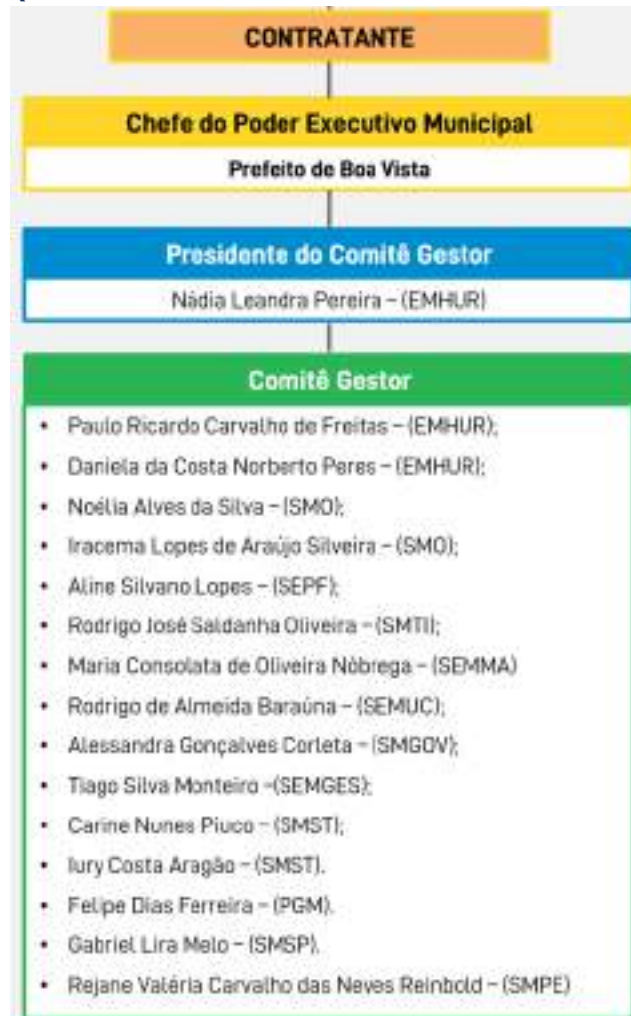 CONTRATANTE
Chefe do Poder Executivo Municipal
Prefeito de Boa Vista
Presidente do Comitê Gestor
Nádia Leandra Pereira – (EMHUR)
Comitê Gestor
• Paulo Ricardo Carvalho de Freitas – (EMHUR);
• Daniela da Costa Norberto Peres – (EMHUR);
• Noélia Alves da Silva – (SMO);
• Iracema Lopes de Araújo Silveira – (SMO);
• Aline Silvano Lopes – (SEPF);
• Rodrigo José Saldanha Oliveira – (SMTI);
• Maria Consolata de Oliveira Nóbrega – (SEMMA)
• Rodrigo de Almeida Baraúna – (SEMUC);
• Alessandra Gonçalves Corleta – (SMGOV);
• Tiago Silva Monteiro –(SEMGES);
• Carine Nunes Piuco – (SMST);
• Iury Costa Aragão – (SMST).
• Felipe Dias Ferreira – (PGM).
• Gabriel Lira Melo – (SMSP).
• Rejane Valéria Carvalho das Neves Reinbold – (SMPE)